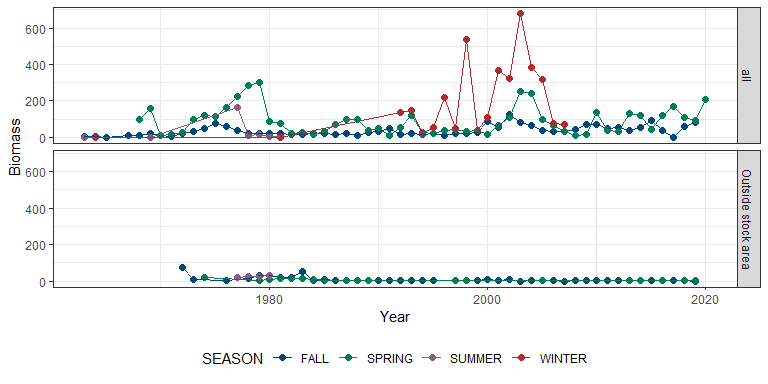 Biomass
600
400
200
0
all
600
400
200
0
Outside stock area
1980
2000
2020
Year
SEASON FALL SPRING SUMMER WINTER